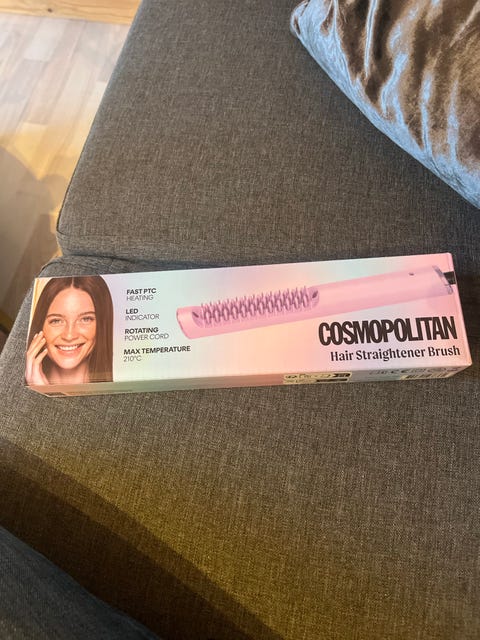 FAST PTC
HEATING
LED
INDICATOR
ROTATING
POWER CORD
MAX TEMPERATURE
210°C
COSMOPOLITAN
Hair Straightener Brush